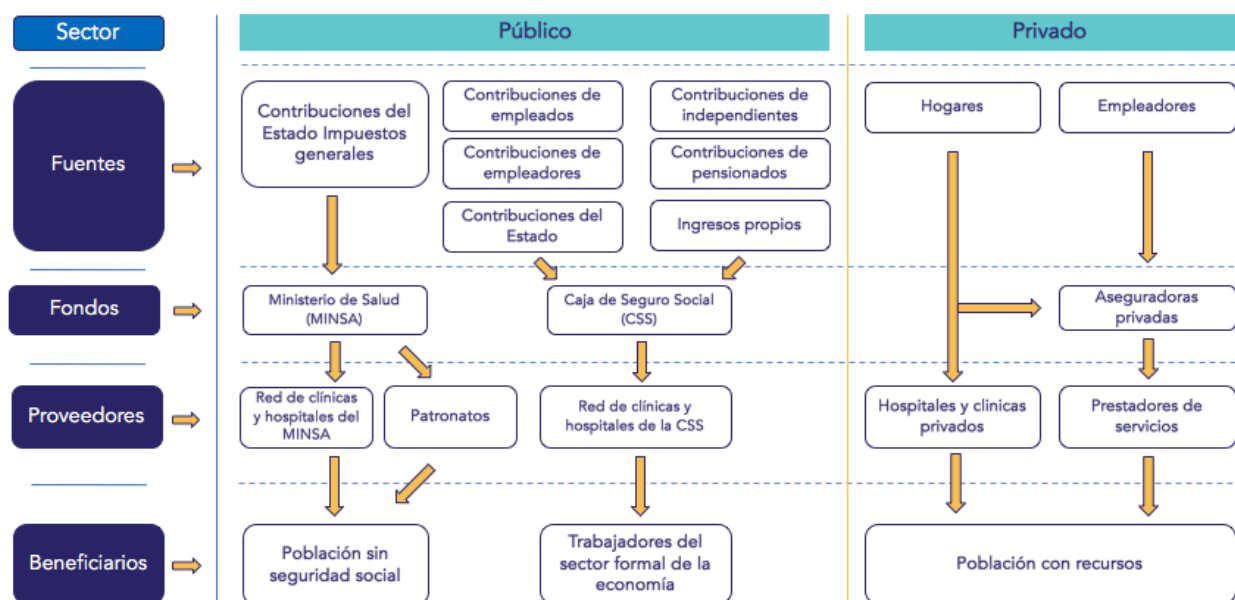 Sector
Público
Privado
Fuentes
Contribuciones del
Estado Impuestos
generales
Contribuciones de
empleados
Contribuciones de
independientes
Contribuciones de
empleadores
Contribuciones de
pensionados
Contribuciones del
Estado
Ingresos propios
Hogares
Empleadores
Fondos
Ministerio de Salud
(MINSA)
Caja de Seguro Social
(CSS)
Aseguradoras
privadas
Proveedores
Red de clínicas
y hospitales del
MINSA
Patronatos
Red de clínicas y
hospitales de la CSS
Hospitales y clinicas
privados
Prestadores de
servicios
Beneficiarios
Población sin
seguridad social
Trabajadores del
sector formal de la
economía
Población con recursos